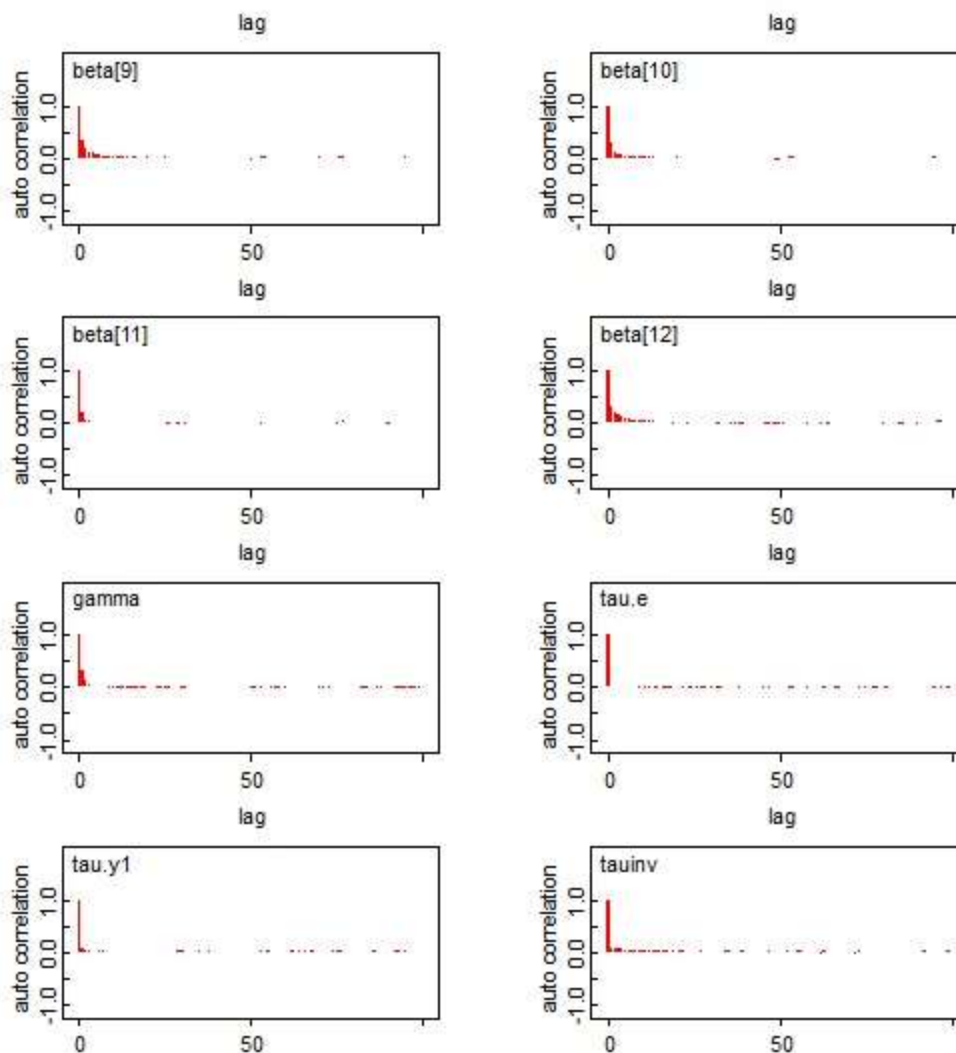 lag lag
beta[9] beta[10]
auto correlation auto correlation
1.0 1.0
0.0 0.0
-1.0 -1.0
0 50 0 50
lag lag
beta[11] beta[12]
auto correlation auto correlation
1.0 1.0
0.0 0.0
-1.0 -1.0
0 50 0 50
lag lag
gamma tau.e
auto correlation auto correlation
1.0 1.0
0.0 0.0
-1.0 -1.0
0 50 0 50
lag lag
tau.y1 tauinv
auto correlation auto correlation
1.0 1.0
0.0 0.0
-1.0 -1.0
0 50 0 50